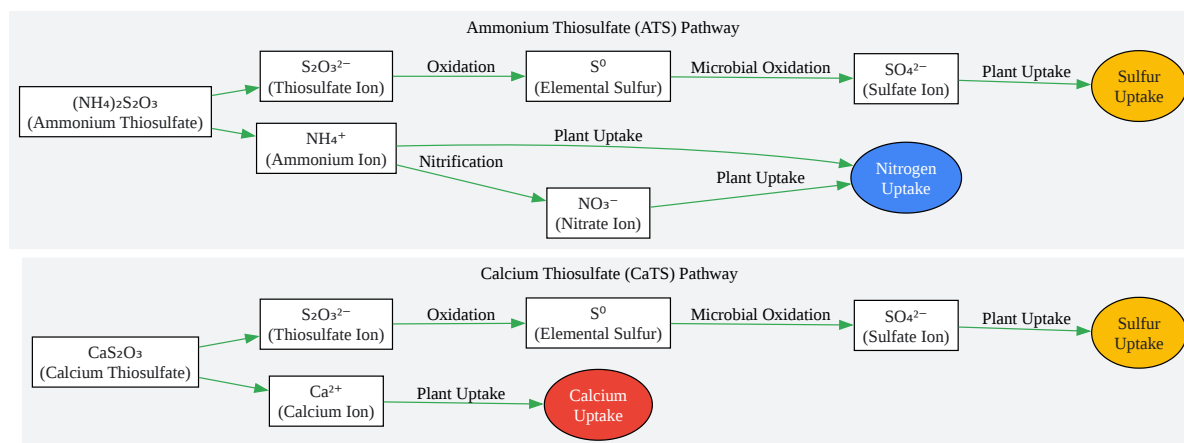 Ammonium Thiosulfate (ATS) Pathway
(NH₄)₂S₂O₃
(Ammonium Thiosulfate)
S₂O₃²⁻
(Thiosulfate Ion)
Oxidation
S⁰
(Elemental Sulfur)
Microbial Oxidation
SO₄²⁻
(Sulfate Ion)
Plant Uptake
Sulfur
Uptake
NH₄⁺
(Ammonium Ion)
Plant Uptake
Nitrification
NO₃⁻
(Nitrate Ion)
Plant Uptake
Nitrogen
Uptake
Calcium Thiosulfate (CaTS) Pathway
CaS₂O₃
(Calcium Thiosulfate)
S₂O₃²⁻
(Thiosulfate Ion)
Oxidation
S⁰
(Elemental Sulfur)
Microbial Oxidation
SO₄²⁻
(Sulfate Ion)
Plant Uptake
Sulfur
Uptake
Ca²⁺
(Calcium Ion)
Plant Uptake
Calcium
Uptake